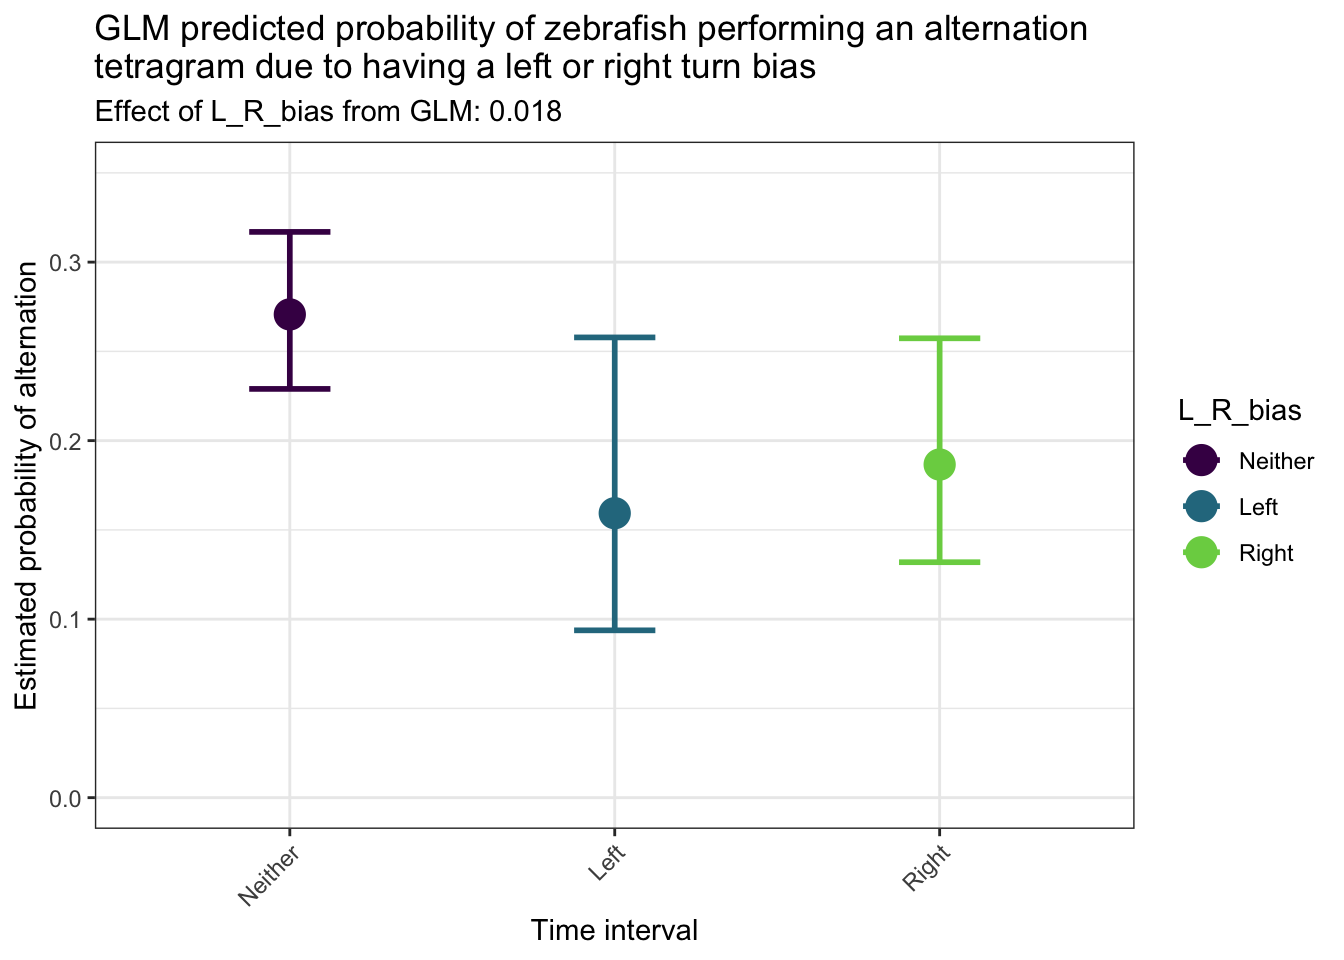 GLM predicted probability of zebrafish performing an alternation
tetragram due to having a left or right turn bias
Effect of L_R_bias from GLM: 0.018
Estimated probability of alternation
0.3
0.2
0.1
0.0
Neither
Left
Right
Time interval
L_R_bias
Neither
Left
Right